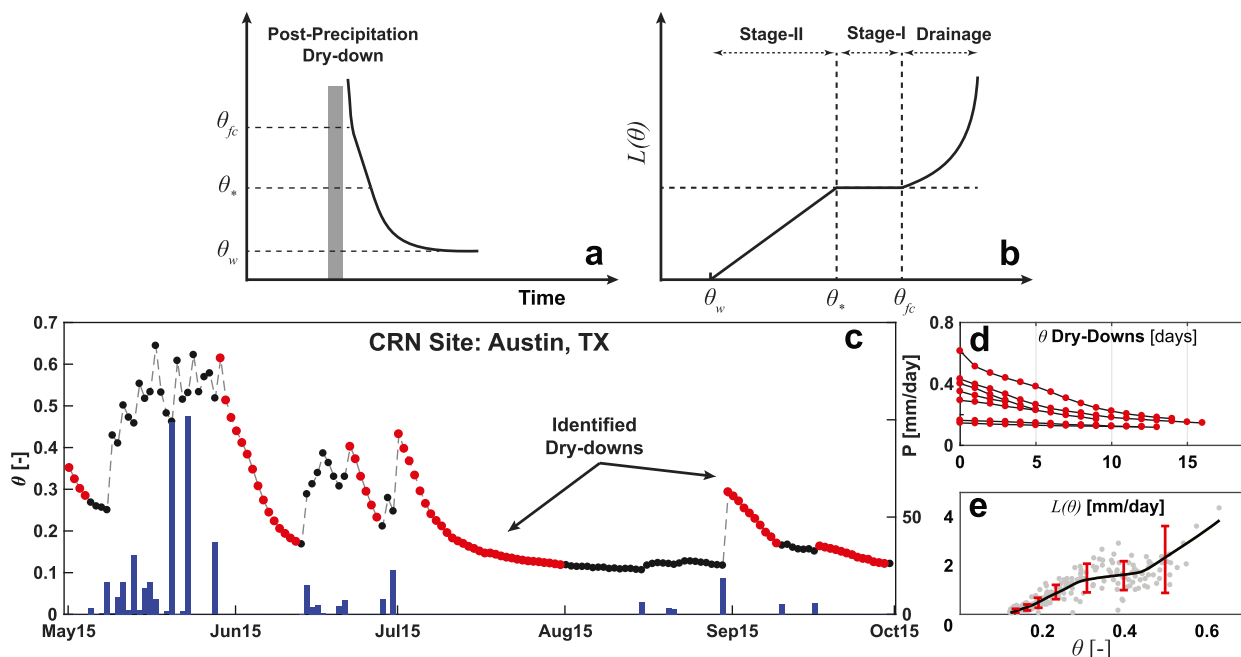 Post-Precipitation
Dry-down
θfc
θ*
θw
a
Time
Stage-II
Stage-I
Drainage
L(θ)
b
θw
θ*
θfc
CRN Site: Austin, TX
c
0.7
0.6
0.5
0.4
0.3
0.2
0.1
0
θ [-]
Identified
Dry-downs
50
0
P [mm/day]
May15
Jun15
Jul15
Aug15
Sep15
Oct15
d
θ Dry-Downs [days]
0.8
0.4
0
0
5
10
15
e
L(θ) [mm/day]
4
2
0
0.2
0.4
0.6
θ [-]